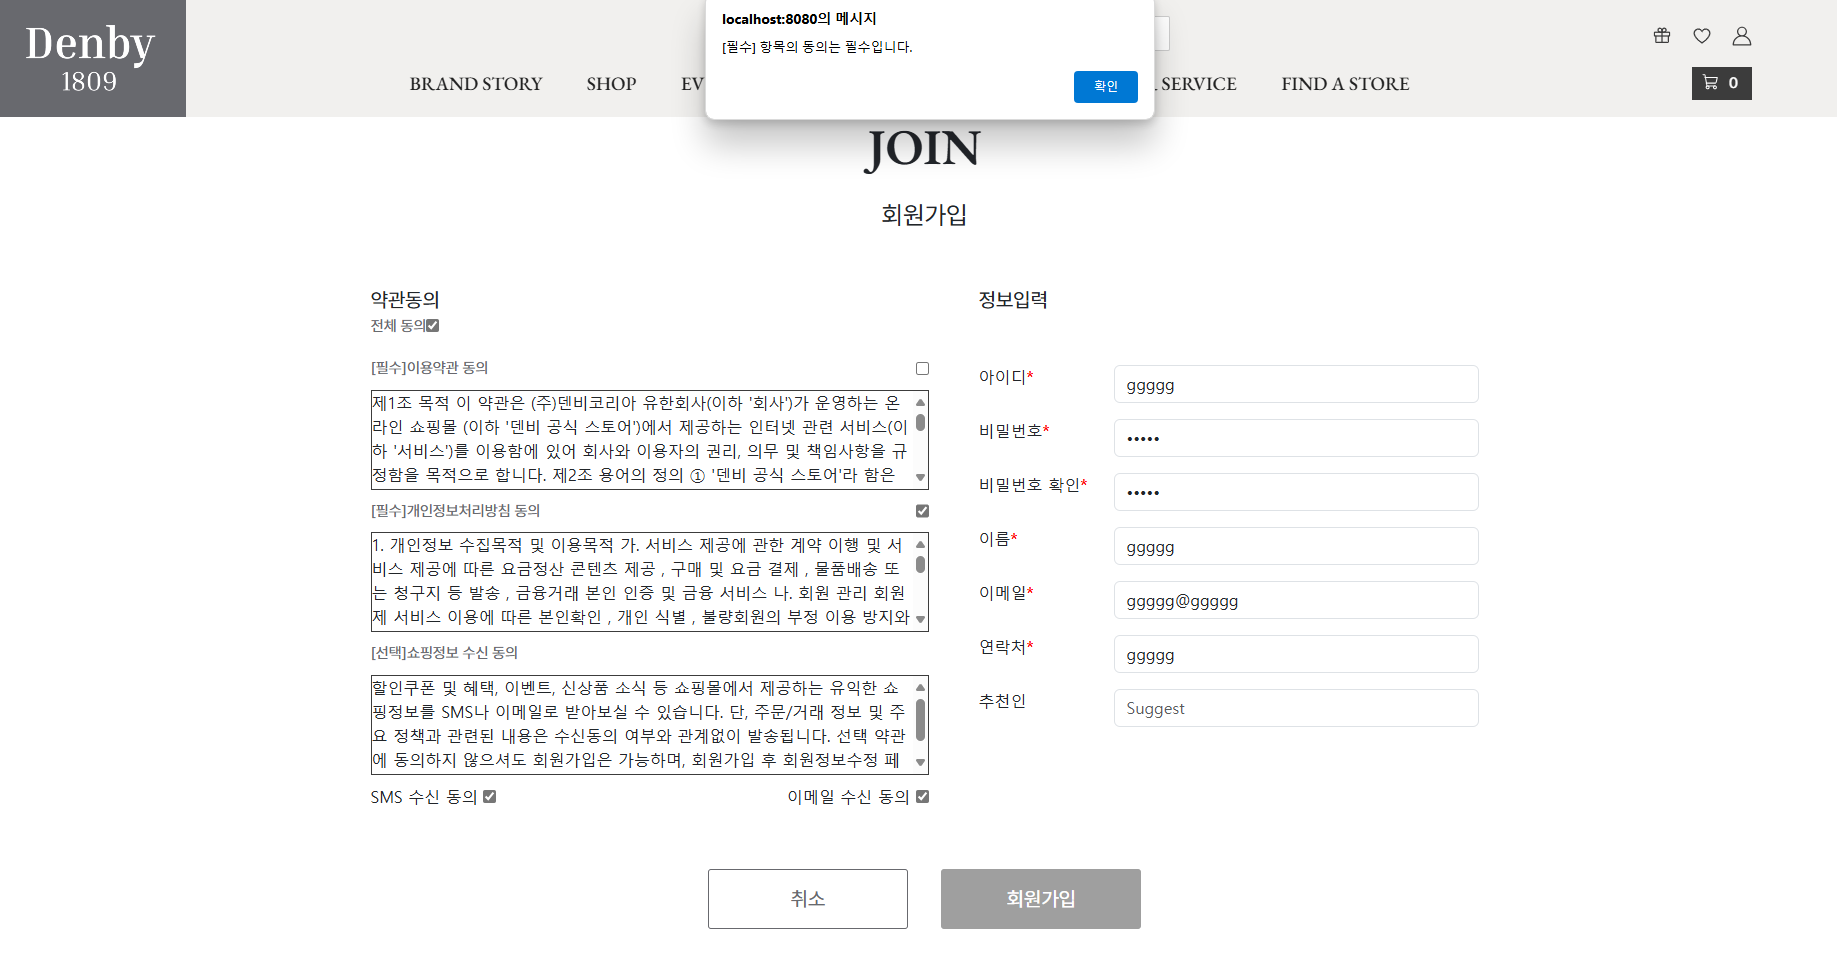 Denby
1809
localhost:8080의 메시지
[필수] 항목의 동의는 필수입니다.
확인
BRAND STORY
SHOP
EV
SERVICE
FIND A STORE
0
JOIN
회원가입
약관동의
전체 동의
[필수]이용약관 동의
제1조 목적 이 약관은 (주)덴비코리아 유한회사(이하 '회사')가 운영하는 온
라인 쇼핑몰 (이하 '덴비 공식 스토어')에서 제공하는 인터넷 관련 서비스(이
하 '서비스')를 이용함에 있어 회사와 이용자의 권리, 의무 및 책임사항을 규
정함을 목적으로 합니다. 제2조 용어의 정의 ① '덴비 공식 스토어'라 함은
[필수]개인정보처리방침 동의
1. 개인정보 수집목적 및 이용목적 가. 서비스 제공에 관한 계약 이행 및 서
비스 제공에 따른 요금정산 콘텐츠 제공 , 구매 및 요금 결제 , 물품배송 또
는 청구지 등 발송 , 금융거래 본인 인증 및 금융 서비스 나. 회원 관리 회원
제 서비스 이용에 따른 본인확인 , 개인 식별 , 불량회원의 부정 이용 방지와
[선택]쇼핑정보 수신 동의
할인쿠폰 및 혜택, 이벤트, 신상품 소식 등 쇼핑몰에서 제공하는 유익한 쇼
핑정보를 SMS나 이메일로 받아보실 수 있습니다. 단, 주문/거래 정보 및 주
요 정책과 관련된 내용은 수신동의 여부와 관계없이 발송됩니다. 선택 약관
에 동의하지 않으셔도 회원가입은 가능하며, 회원가입 후 회원정보수정 페
SMS 수신 동의
이메일 수신 동의
정보입력
아이디*
ggggg
비밀번호*
•••••
비밀번호 확인*
•••••
이름*
ggggg
이메일*
ggggg@ggggg
연락처*
ggggg
추천인
Suggest
취소
회원가입